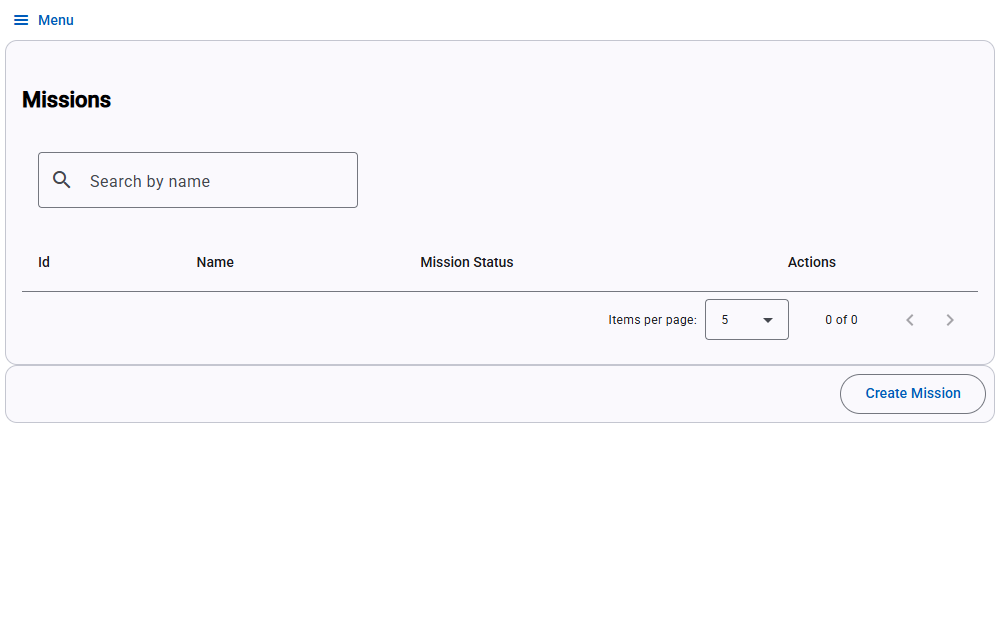 Menu
Missions
Search by name
Id Name Mission Status Actions
Items per page: 5 0 of 0
Create Mission